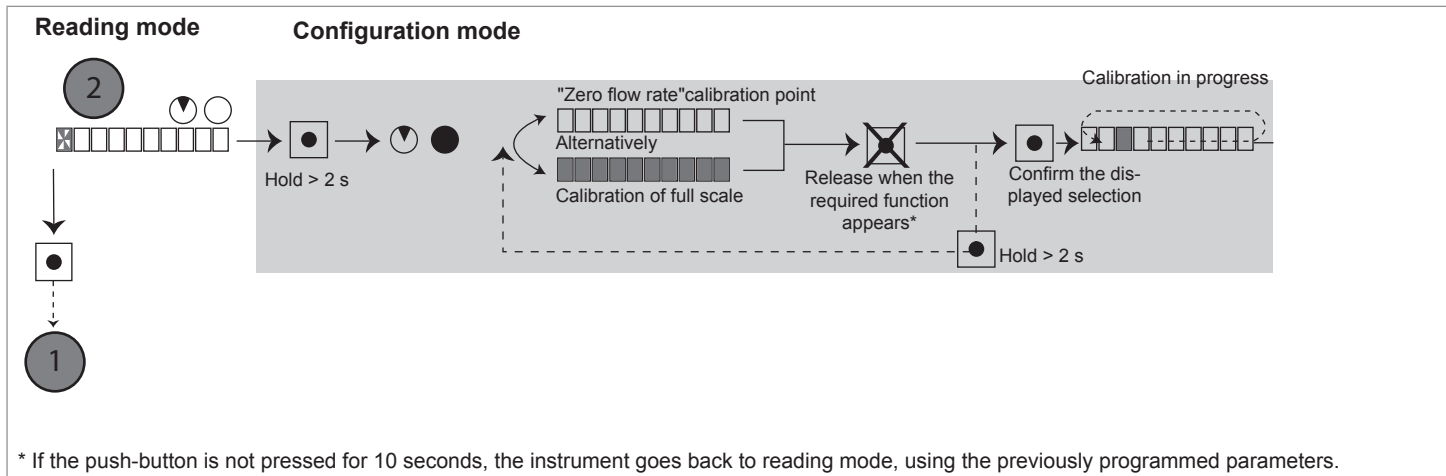 Reading mode
Configuration mode
2
Calibration in progress
"Zero flow rate"calibration point
Alternatively
Calibration of full scale
Hold > 2 s
Release when the
required function
appears*
Confirm the dis-
played selection
Hold > 2 s
1
* If the push-button is not pressed for 10 seconds, the instrument goes back to reading mode, using the previously programmed parameters.